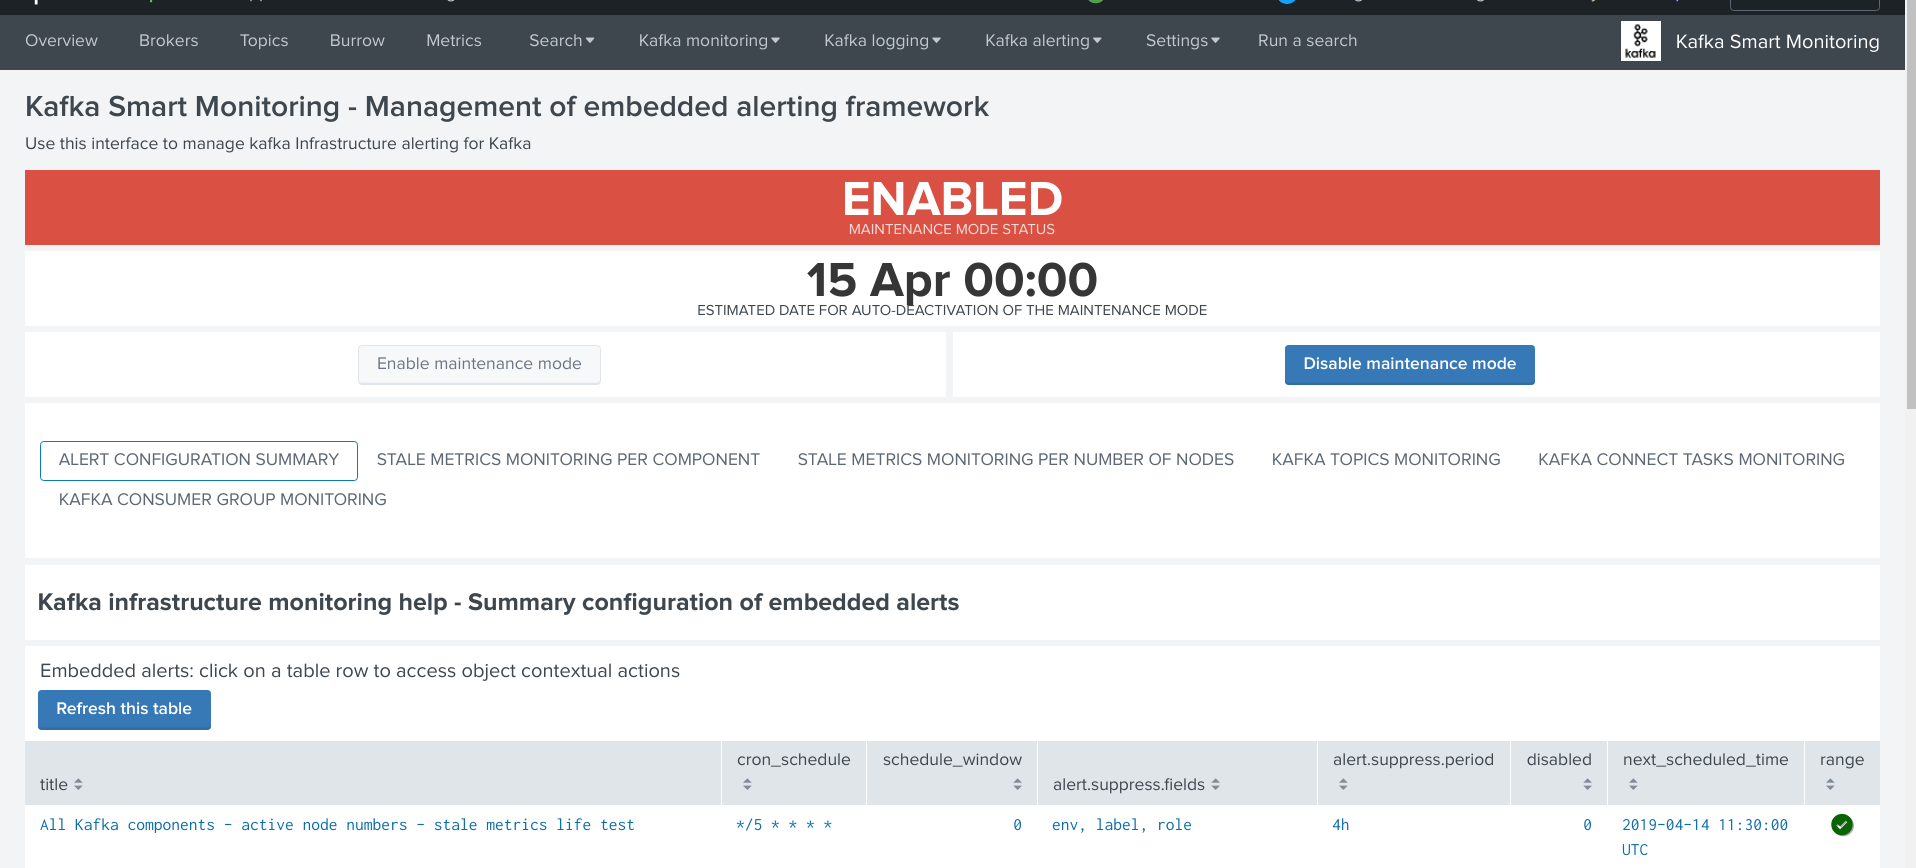 Overview Brokers Topics Burrow Metrics Search Kafka monitoring Kafka logging Kafka alerting Settings Run a search kafka Kafka Smart Monitoring
Kafka Smart Monitoring - Management of embedded alerting framework
Use this interface to manage kafka Infrastructure alerting for Kafka
ENABLED
MAINTENANCE MODE STATUS
15 Apr 00:00
ESTIMATED DATE FOR AUTO-DEACTIVATION OF THE MAINTENANCE MODE
Enable maintenance mode Disable maintenance mode
ALERT CONFIGURATION SUMMARY STALE METRICS MONITORING PER COMPONENT STALE METRICS MONITORING PER NUMBER OF NODES KAFKA TOPICS MONITORING KAFKA CONNECT TASKS MONITORING
KAFKA CONSUMER GROUP MONITORING
Kafka infrastructure monitoring help - Summary configuration of embedded alerts
Embedded alerts: click on a table row to access object contextual actions
Refresh this table
title cron_schedule schedule_window alert.suppress.fields alert.suppress.period disabled next_scheduled_time range
All Kafka components - active node numbers - stale metrics life test */5 * * * * 0 env, label, role 4h 0 2019-04-14 11:30:00
UTC